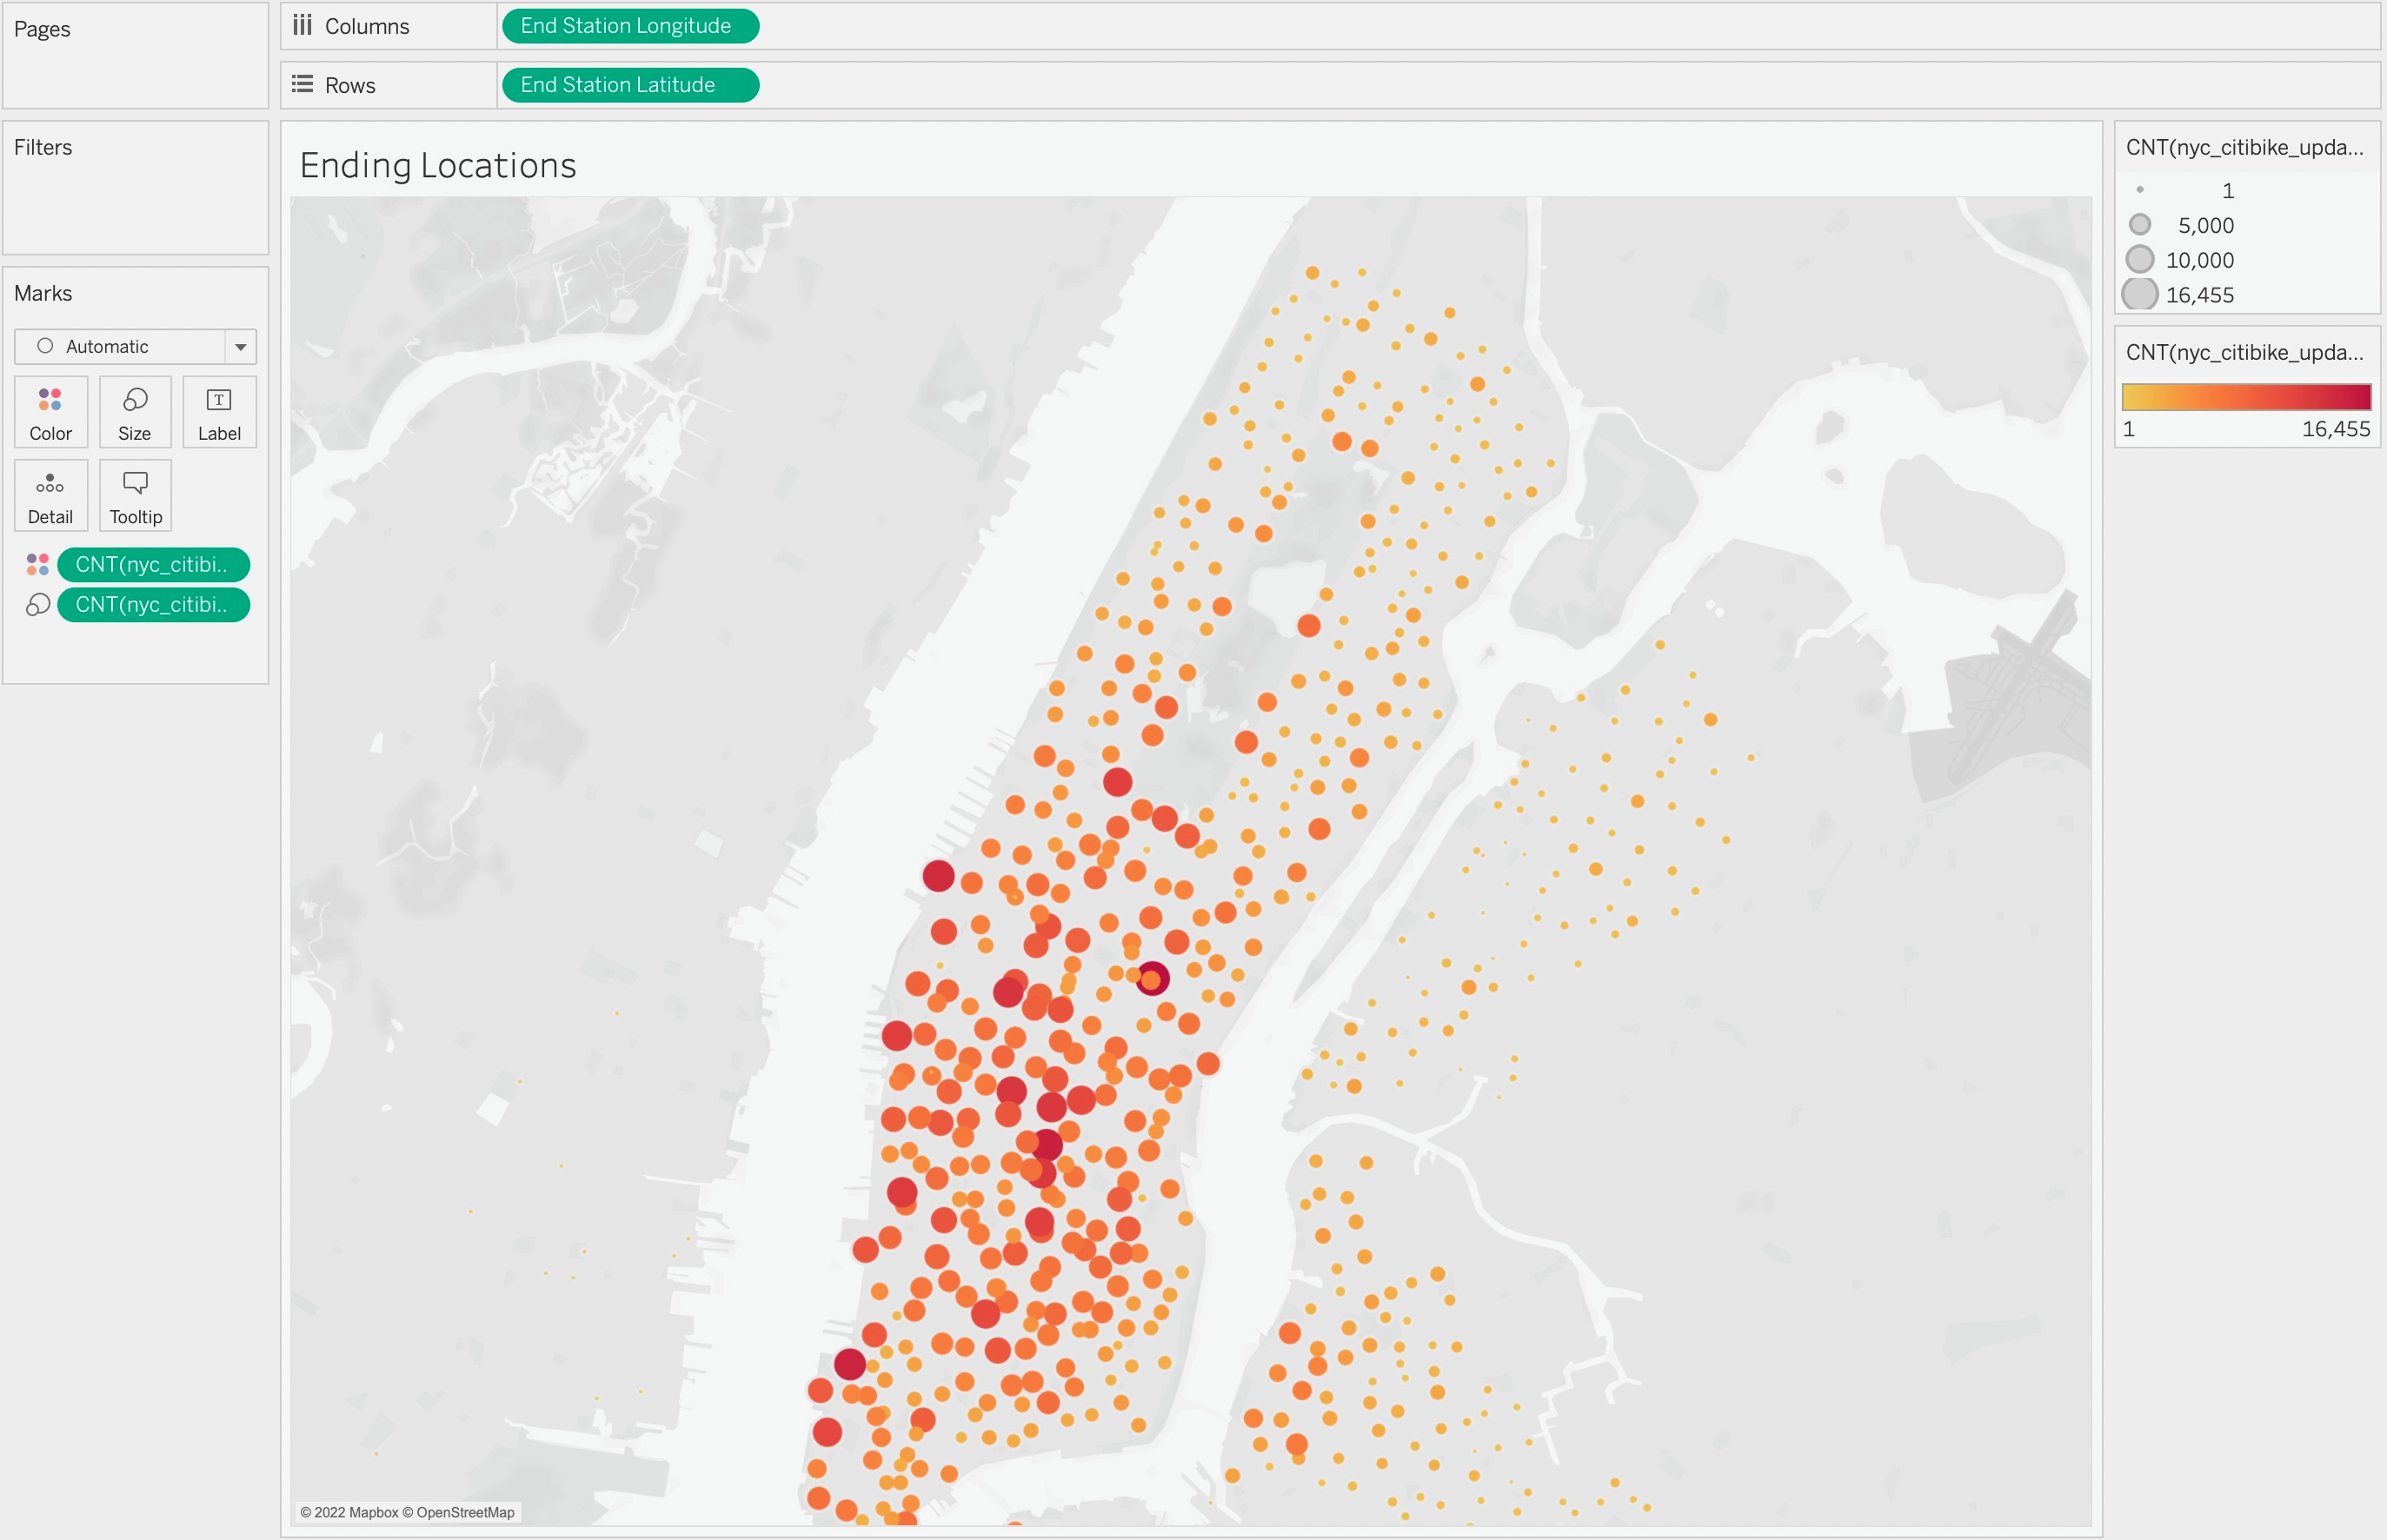 Pages
Columns
End Station Longitude
Rows
End Station Latitude
Filters
Marks
Automatic
Color
Size
T
Label
Detail
Tooltip
CNT(nyc_citibi..
CNT(nyc_citibi..
Ending Locations
© 2022 Mapbox © OpenStreetMap
CNT(nyc_citibike_upda...
1
5,000
10,000
16,455
CNT(nyc_citibike_upda...
1 16,455